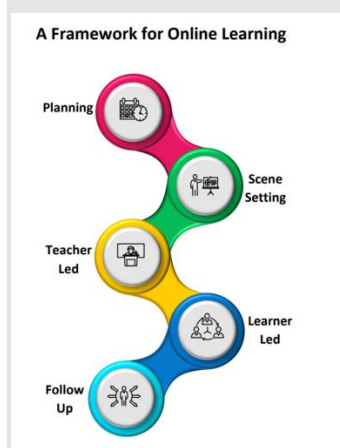 A Framework for Online Learning
Planning
Scene
Setting
Teacher
Led
Learner
Led
Follow
Up